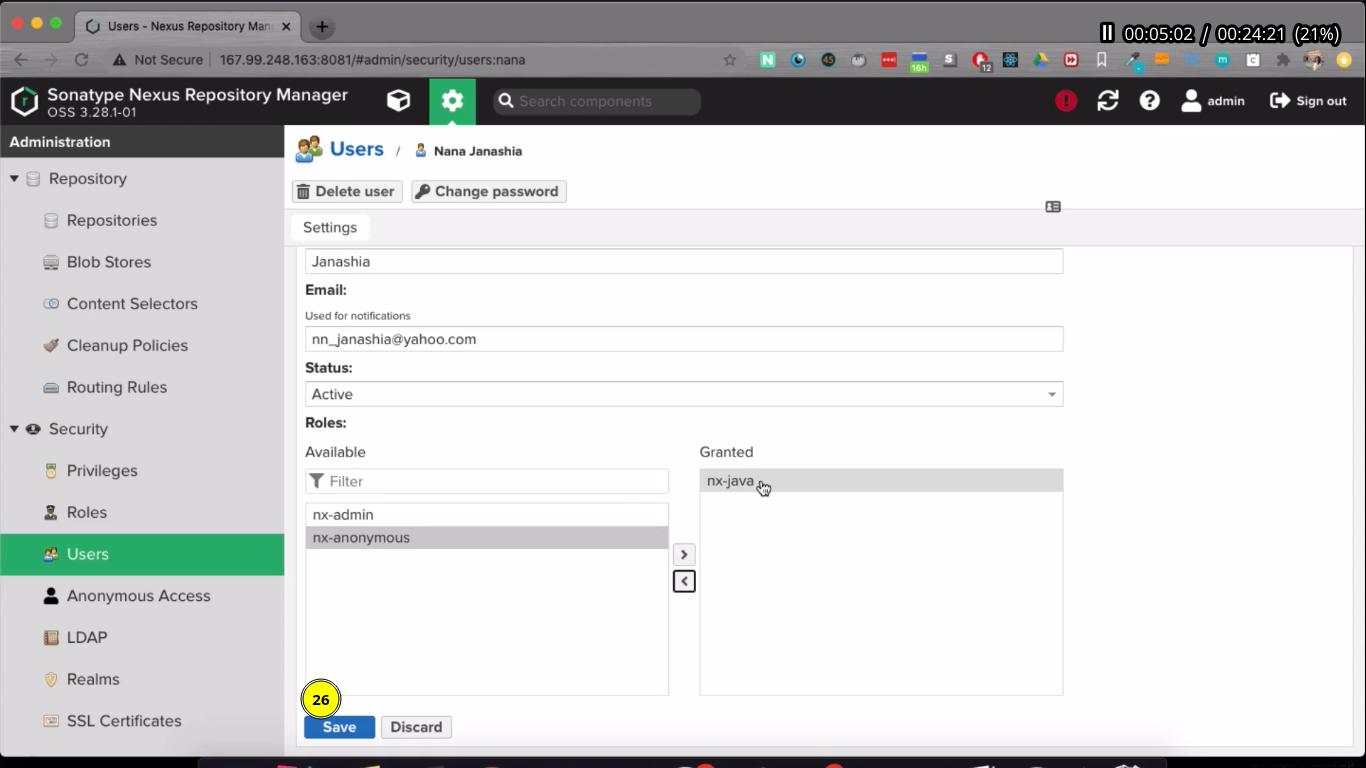 Users - Nexus Repository Man
00:05:02 / 00:24:21 (21%)
Not Secure 167.99.248.163:8081/#admin/security/users:nana
16h
12
Sonatype Nexus Repository Manager
OSS 3.28.1-01
Search components
admin
Sign out
Administration
Repository
Repositories
Blob Stores
Content Selectors
Cleanup Policies
Routing Rules
Security
Privileges
Roles
Users
Anonymous Access
LDAP
Realms
SSL Certificates
Users / Nana Janashia
Delete user
Change password
Settings
Janashia
Email:
Used for notifications
nn_janashia@yahoo.com
Status:
Active
Roles:
Available
Filter
nx-admin
nx-anonymous
Granted
nx-java
26
Save
Discard